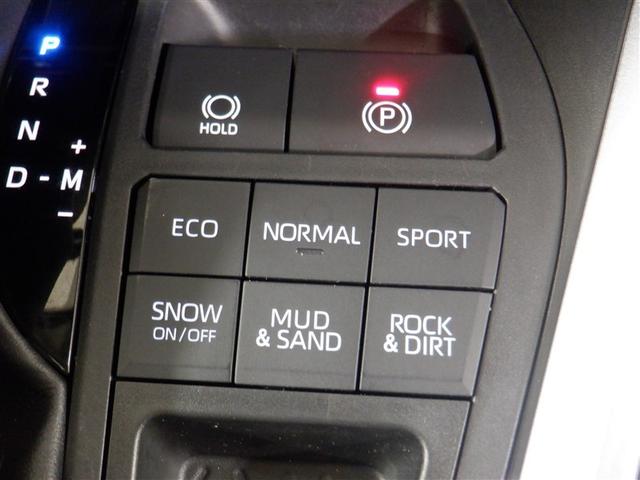 P
R
N
D - M
+
-
HOLD
P
ECO
NORMAL
SPORT
SNOW
ON/OFF
MUD
& SAND
ROCK
& DIRT